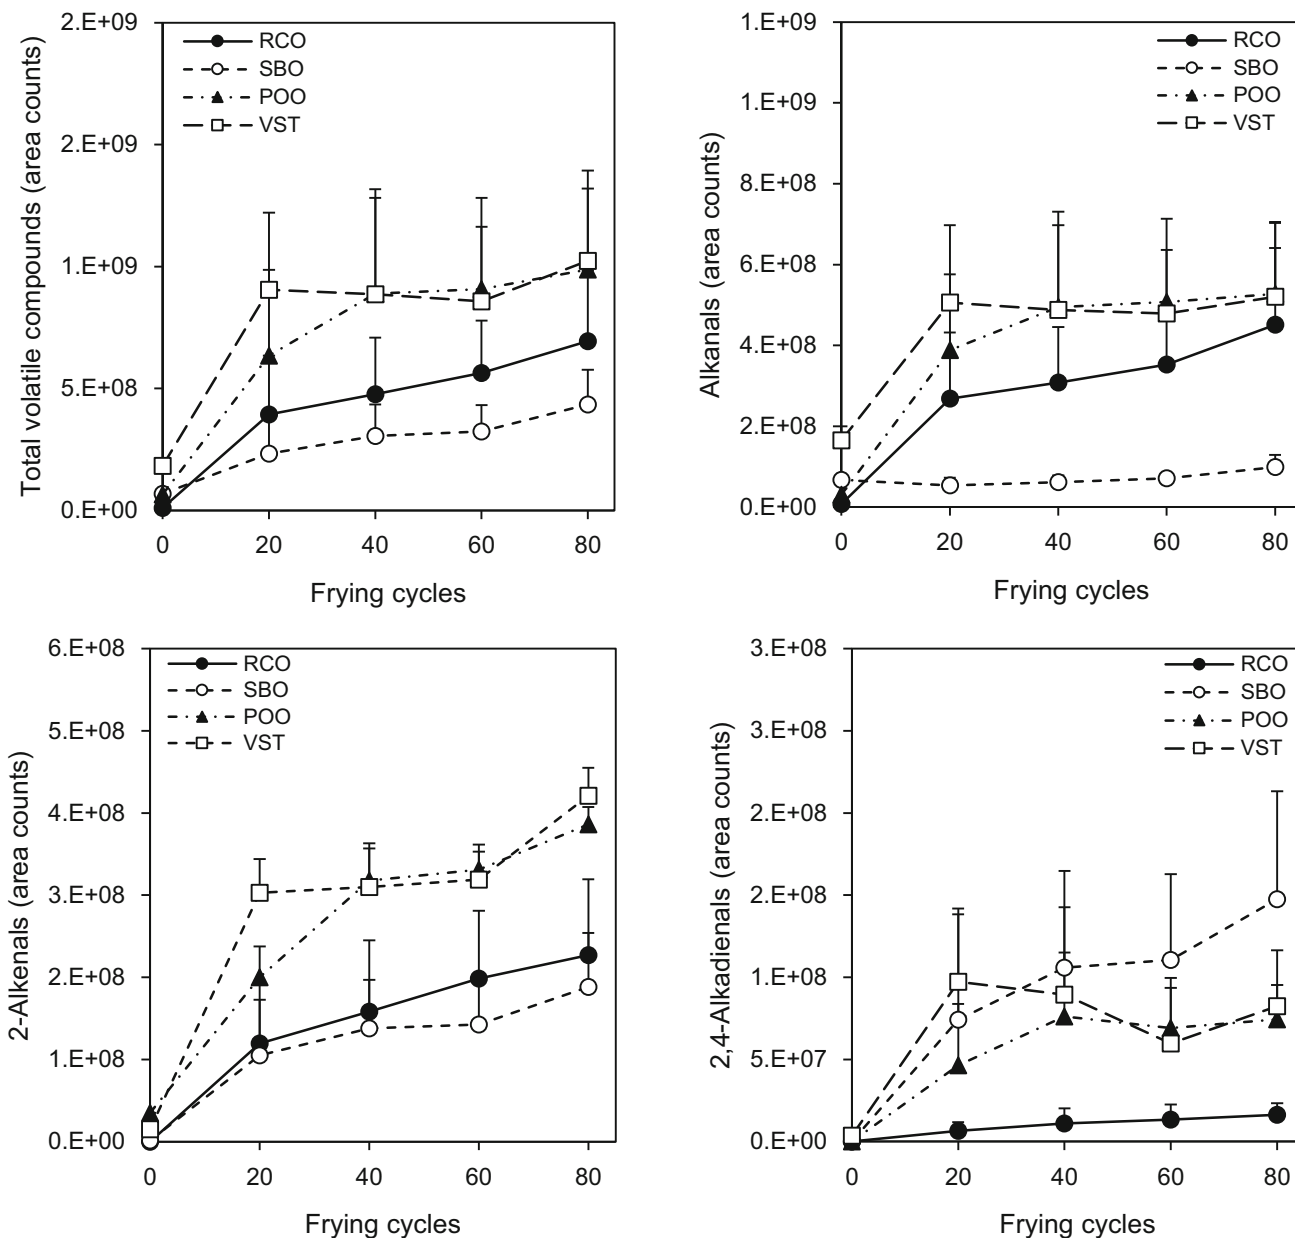 Total volatile compounds (area counts)
2.E+09
2.E+09
1.E+09
5.E+08
0.E+00
RCO
SBO
POO
VST
0 20 40 60 80
Frying cycles
Alkanals (area counts)
1.E+09
1.E+09
8.E+08
6.E+08
4.E+08
2.E+08
0.E+00
RCO
SBO
POO
VST
0 20 40 60 80
Frying cycles
2-Alkenals (area counts)
6.E+08
5.E+08
4.E+08
3.E+08
2.E+08
1.E+08
0.E+00
RCO
SBO
POO
VST
0 20 40 60 80
Frying cycles
2,4-Alkadienals (area counts)
3.E+08
3.E+08
2.E+08
2.E+08
1.E+08
5.E+07
0.E+00
RCO
SBO
POO
VST
0 20 40 60 80
Frying cycles